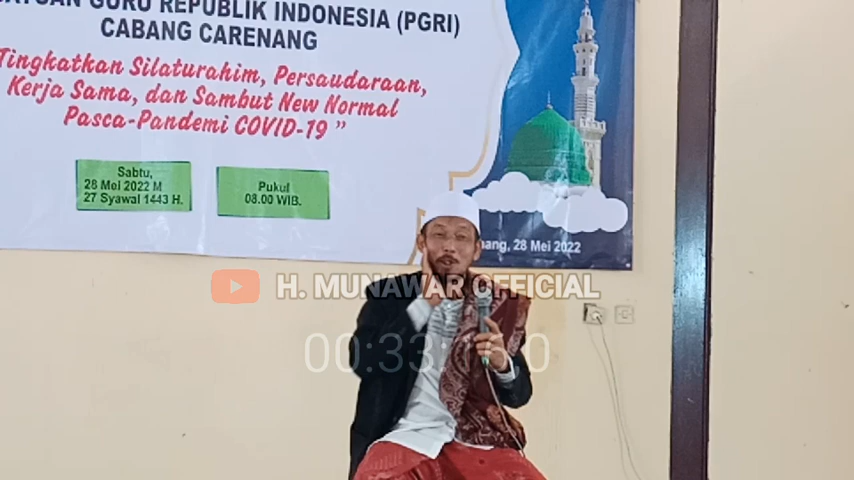 GURU REPUBLIK INDONESIA (PGRI)
CABANG CARENANG
Tingkatkan Silaturahim, Persaudaraan,
Kerja Sama, dan Sambut New Normal
Pasca-Pandemi COVID-19 ”
Sabtu,
28 Mei 2022 M
27 Syawal 1443 H.
Pukul
08.00 WIB.
28 Mei 2022
H. MUNAWAR OFFICIAL